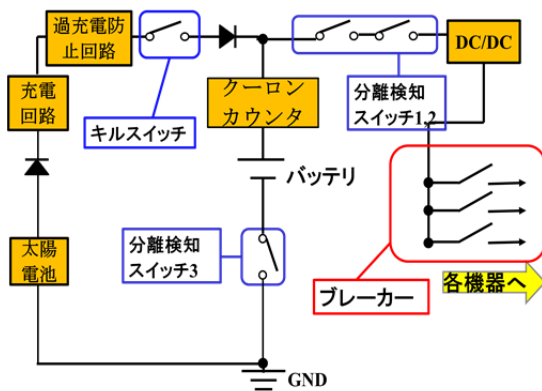 過充電防
止回路
DC/DC
充電
回路
クーロン
カウンタ
分離検知
スイッチ1,2
キルスイッチ
バッテリ
分離検知
スイッチ3
太陽
電池
ブレーカー
各機器へ
GND